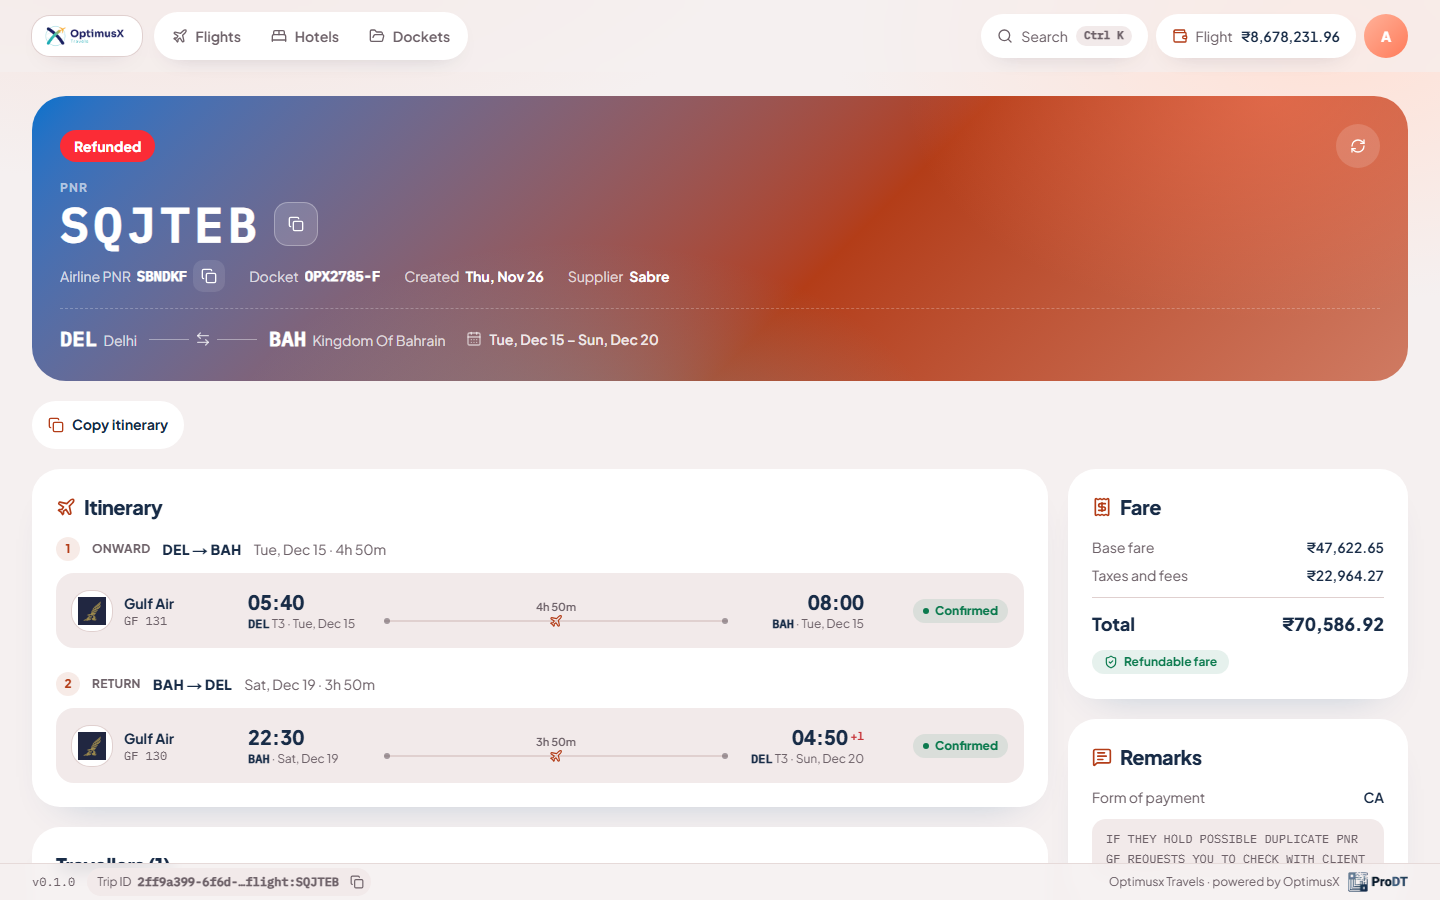 OptimusX
Travels
Flights
Hotels
Dockets
Search Ctrl K
Flight ₹8,678,231.96
A
Refunded
PNR
SQJTEB
Airline PNR SBNDKF
Docket OPX2785-F
Created Thu, Nov 26
Supplier Sabre
DEL Delhi
BAH Kingdom Of Bahrain
Tue, Dec 15 – Sun, Dec 20
Copy itinerary
Itinerary
1 ONWARD DEL → BAH Tue, Dec 15 · 4h 50m
Gulf Air
GF 131
05:40
DEL T3 · Tue, Dec 15
4h 50m
08:00
BAH · Tue, Dec 15
Confirmed
2 RETURN BAH → DEL Sat, Dec 19 · 3h 50m
Gulf Air
GF 130
22:30
BAH · Sat, Dec 19
3h 50m
04:50 +1
DEL T3 · Sun, Dec 20
Confirmed
Travellers (1)
Fare
Base fare ₹47,622.65
Taxes and fees ₹22,964.27
Total ₹70,586.92
Refundable fare
Remarks
Form of payment CA
IF THEY HOLD POSSIBLE DUPLICATE PNR
GF REQUESTS YOU TO CHECK WITH CLIENT
v0.1.0
Trip ID 2ff9a399-6f6d-…flight:SQJTEB
Optimusx Travels · powered by OptimusX
ProDT